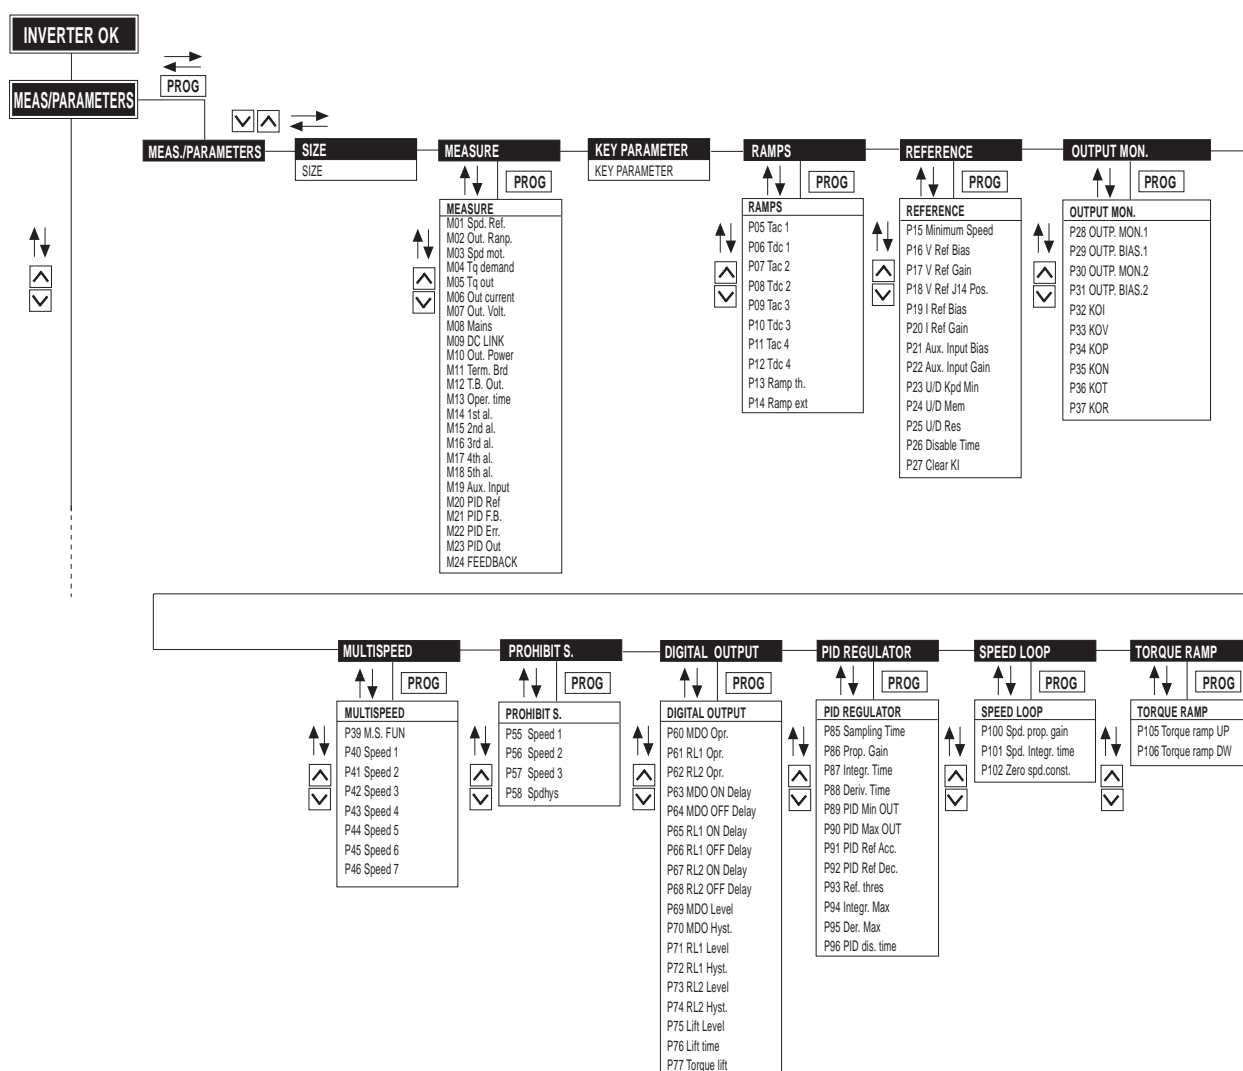 INVERTER OK
MEAS/PARAMETERS
PROG
MEAS./PARAMETERS
SIZE
SIZE
MEASURE
PROG
MEASURE
M01 Spd. Ref.
M02 Out. Ranp.
M03 Spd mot.
M04 Tq demand
M05 Tq out
M06 Out current
M07 Out. Volt.
M08 Mains
M09 DC LINK
M10 Out. Power
M11 Term. Brd
M12 T.B. Out.
M13 Oper. time
M14 1st al.
M15 2nd al.
M16 3rd al.
M17 4th al.
M18 5th al.
M19 Aux. Input
M20 PID Ref
M21 PID F.B.
M22 PID Err.
M23 PID Out
M24 FEEDBACK
KEY PARAMETER
KEY PARAMETER
RAMPS
PROG
RAMPS
P05 Tac 1
P06 Tdc 1
P07 Tac 2
P08 Tdc 2
P09 Tac 3
P10 Tdc 3
P11 Tac 4
P12 Tdc 4
P13 Ramp th.
P14 Ramp ext
REFERENCE
PROG
REFERENCE
P15 Minimum Speed
P16 V Ref Bias
P17 V Ref Gain
P18 V Ref J14 Pos.
P19 I Ref Bias
P20 I Ref Gain
P21 Aux. Input Bias
P22 Aux. Input Gain
P23 U/D Kpd Min
P24 U/D Mem
P25 U/D Res
P26 Disable Time
P27 Clear KI
OUTPUT MON.
PROG
OUTPUT MON.
P28 OUTP. MON.1
P29 OUTP. BIAS.1
P30 OUTP. MON.2
P31 OUTP. BIAS.2
P32 KOI
P33 KOV
P34 KOP
P35 KON
P36 KOT
P37 KOR
MULTISPEED
PROG
MULTISPEED
P39 M.S. FUN
P40 Speed 1
P41 Speed 2
P42 Speed 3
P43 Speed 4
P44 Speed 5
P45 Speed 6
P46 Speed 7
PROHIBIT S.
PROG
PROHIBIT S.
P55 Speed 1
P56 Speed 2
P57 Speed 3
P58 Spdhys
DIGITAL OUTPUT
PROG
DIGITAL OUTPUT
P60 MDO Opr.
P61 RL1 Opr.
P62 RL2 Opr.
P63 MDO ON Delay
P64 MDO OFF Delay
P65 RL1 ON Delay
P66 RL1 OFF Delay
P67 RL2 ON Delay
P68 RL2 OFF Delay
P69 MDO Level
P70 MDO Hyst.
P71 RL1 Level
P72 RL1 Hyst.
P73 RL2 Level
P74 RL2 Hyst.
P75 Lift Level
P76 Lift time
P77 Torque lift
PID REGULATOR
PROG
PID REGULATOR
P85 Sampling Time
P86 Prop. Gain
P87 Integr. Time
P88 Deriv. Time
P89 PID Min OUT
P90 PID Max OUT
P91 PID Ref Acc.
P92 PID Ref Dec.
P93 Ref. thres
P94 Integr. Max
P95 Der. Max
P96 PID dis. time
SPEED LOOP
PROG
SPEED LOOP
P100 Spd. prop. gain
P101 Spd. Integr. time
P102 Zero spd.const.
TORQUE RAMP
PROG
TORQUE RAMP
P105 Torque ramp UP
P106 Torque ramp DW